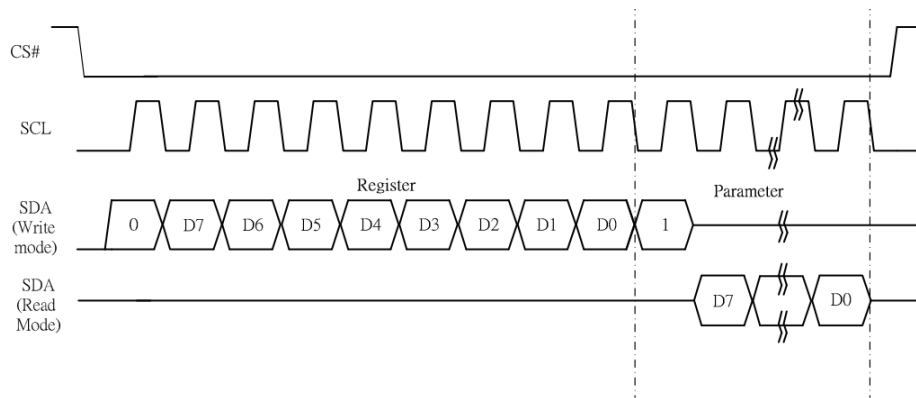 CS#
SCL
Register
Parameter
SDA
(Write
mode)
0 D7 D6 D5 D4 D3 D2 D1 D0 1
SDA
(Read
Mode)
D7 D0